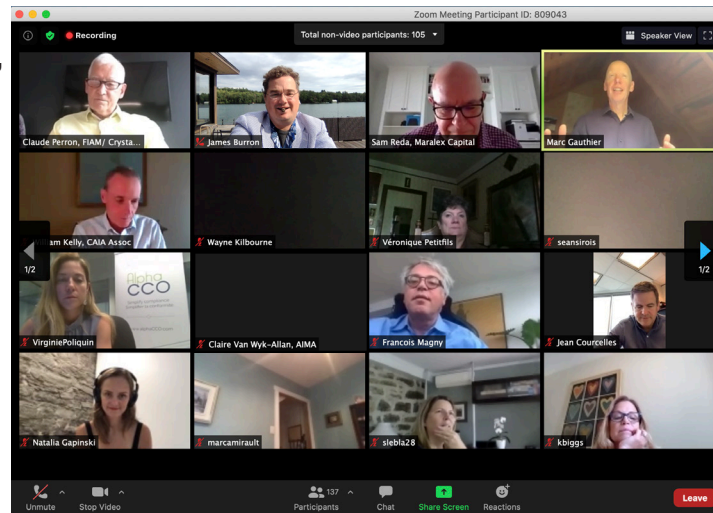 Zoom Meeting Participant ID: 809043
Recording
Total non-video participants: 105
Speaker View
Claude Perron, FIAM/ Crysta...
James Burron
Sam Reda, Maralex Capital
Marc Gauthier
am Kelly, CAIA Assoc
Wayne Kilbourne
Véronique Petitfils
seansirois
1/2
1/2
Alpha
CCO
VirginiePoliquin
Claire Van Wyk-Allan, AIMA
Francois Magny
Jean Courcelles
Natalia Gapinski
marcamirault
slebla28
kbiggs
Unmute
Stop Video
137
Participants
Chat
Share Screen
Reactions
Leave